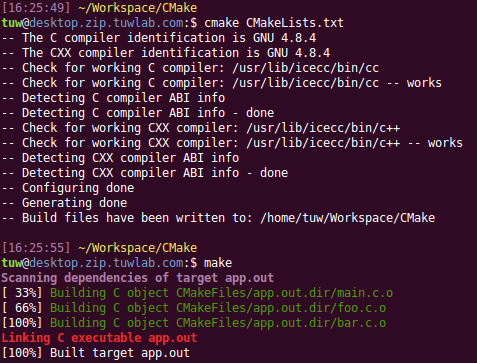 [16:25:49] ~/Workspace/CMake
tuw@desktop.zip.tuwlab.com:$ cmake CMakeLists.txt
-- The C compiler identification is GNU 4.8.4
-- The CXX compiler identification is GNU 4.8.4
-- Check for working C compiler: /usr/lib/icecc/bin/cc
-- Check for working C compiler: /usr/lib/icecc/bin/cc -- works
-- Detecting C compiler ABI info
-- Detecting C compiler ABI info - done
-- Check for working CXX compiler: /usr/lib/icecc/bin/c++
-- Check for working CXX compiler: /usr/lib/icecc/bin/c++ -- works
-- Detecting CXX compiler ABI info
-- Detecting CXX compiler ABI info - done
-- Configuring done
-- Generating done
-- Build files have been written to: /home/tuw/Workspace/CMake
[16:25:55] ~/Workspace/CMake
tuw@desktop.zip.tuwlab.com:$ make
Scanning dependencies of target app.out
[ 33%] Building C object CMakeFiles/app.out.dir/main.c.o
[ 66%] Building C object CMakeFiles/app.out.dir/foo.c.o
[100%] Building C object CMakeFiles/app.out.dir/bar.c.o
Linking C executable app.out
[100%] Built target app.out